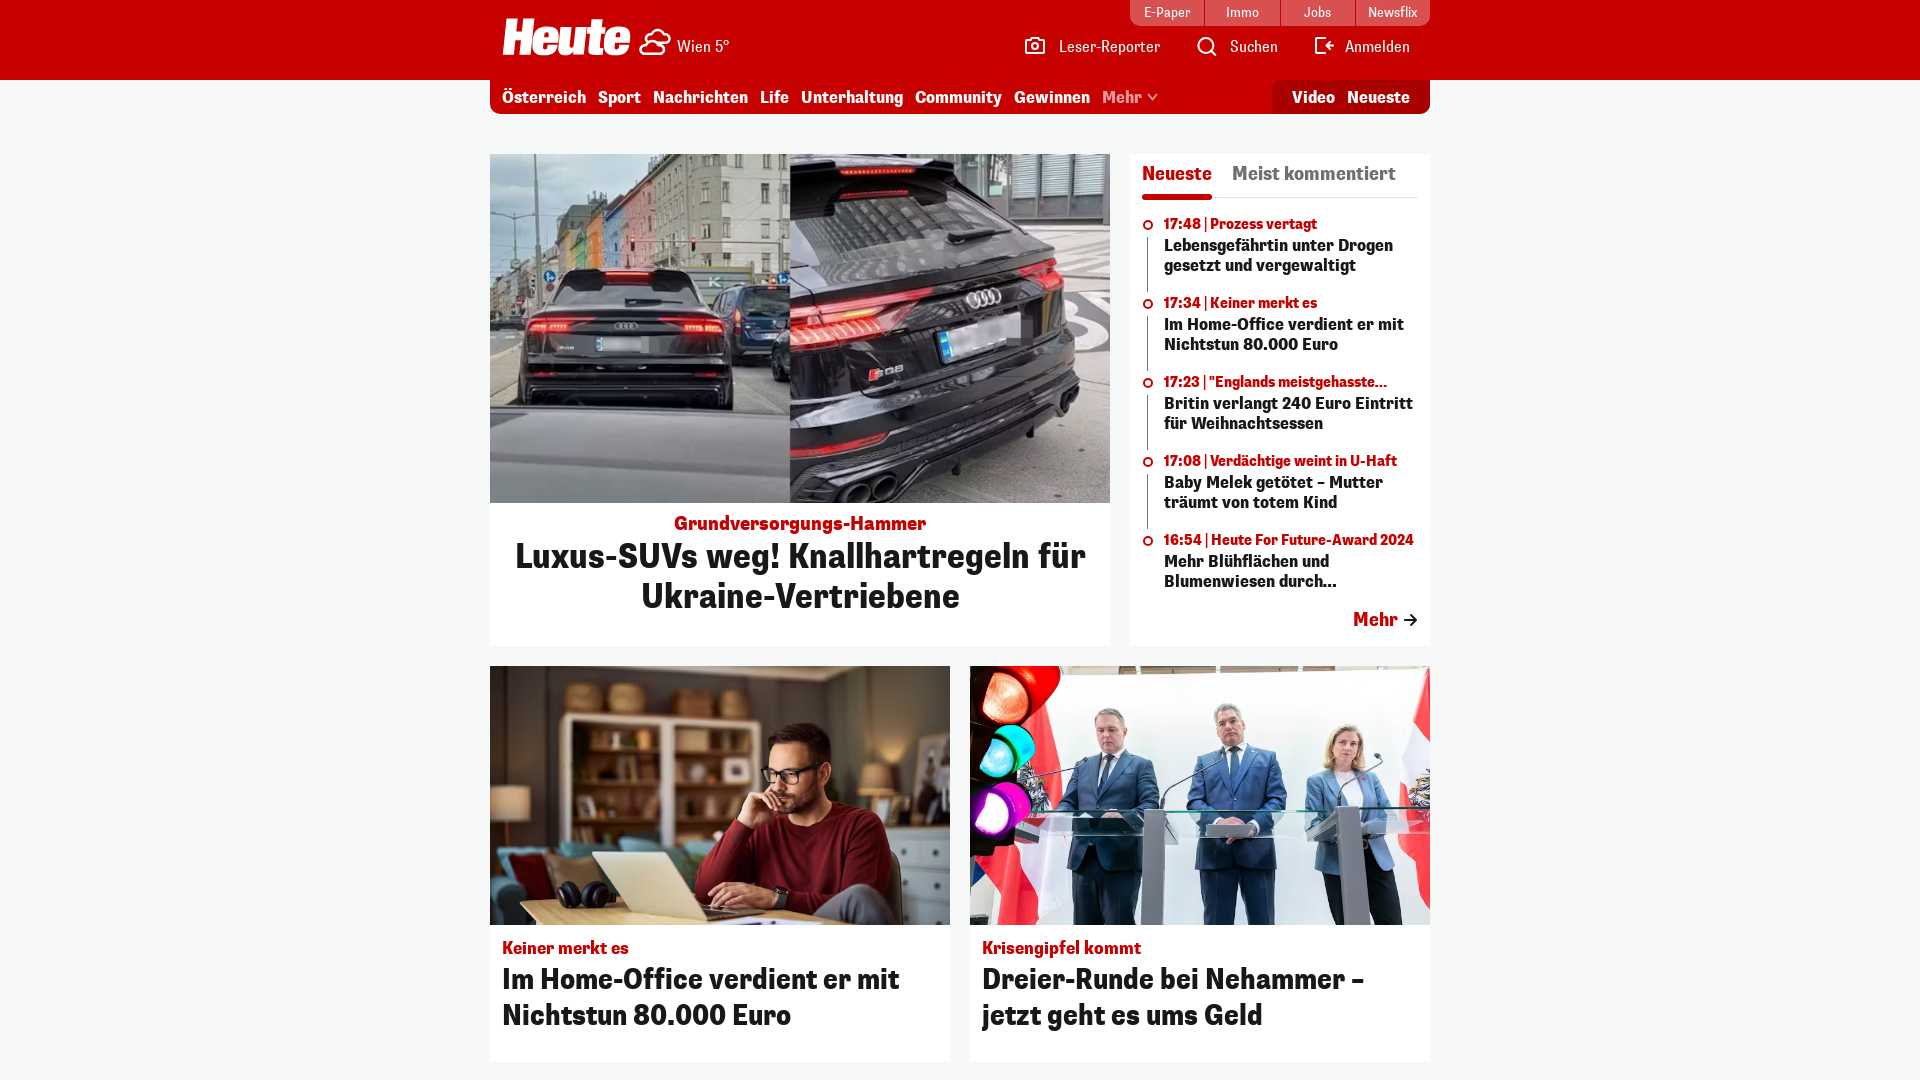 E-Paper
Immo
Jobs
Newsflix
Heute
Wien 5°
Leser-Reporter
Suchen
Anmelden
Österreich
Sport
Nachrichten
Life
Unterhaltung
Community
Gewinnen
Mehr
Video
Neueste
Grundversorgungs-Hammer
Luxus-SUVs weg! Knallhartregeln für
Ukraine-Vertriebene
Neueste
Meist kommentiert
17:48 | Prozess vertagt
Lebensgefährtin unter Drogen
gesetzt und vergewaltigt
17:34 | Keiner merkt es
Im Home-Office verdient er mit
Nichtstun 80.000 Euro
17:23 | "Englands meistgehasste...
Britin verlangt 240 Euro Eintritt
für Weihnachtsessen
17:08 | Verdächtige weint in U-Haft
Baby Melek getötet – Mutter
träumt von totem Kind
16:54 | Heute For Future-Award 2024
Mehr Blühflächen und
Blumenwiesen durch...
Mehr
Keiner merkt es
Im Home-Office verdient er mit
Nichtstun 80.000 Euro
Krisengipfel kommt
Dreier-Runde bei Nehammer –
jetzt geht es ums Geld